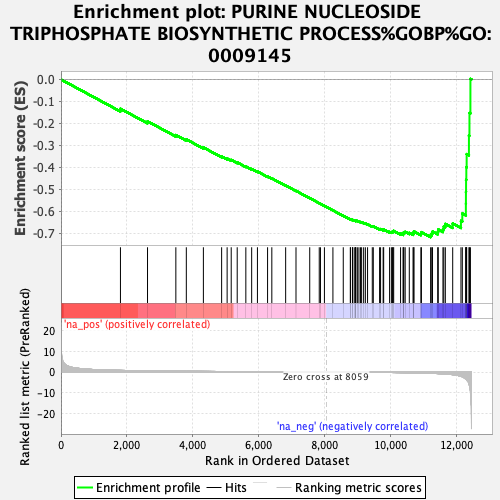 Enrichment plot: PURINE NUCLEOSIDE
TRIPHOSPHATE BIOSYNTHETIC PROCESS%GOBP%GO:
0009145
Enrichment score (ES)
0.0
-0.1
-0.2
-0.3
-0.4
-0.5
-0.6
-0.7
'na_pos' (positively correlated)
Ranked list metric (PreRanked)
20
10
0
-10
-20
Zero cross at 8059
'na_neg' (negatively correlated)
0 2,000 4,000 6,000 8,000 10,000 12,000
Rank in Ordered Dataset
Enrichment profile Hits Ranking metric scores